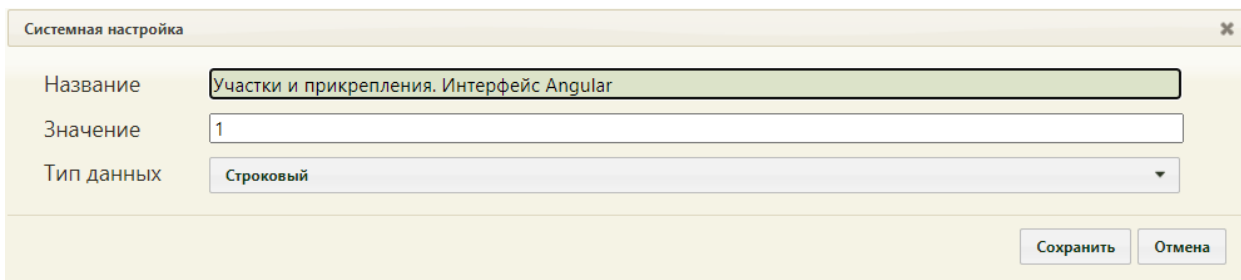 Системная настройка
Название Участки и прикрепления. Интерфейс Angular
Значение 1
Тип данных Строковый
Сохранить Отмена